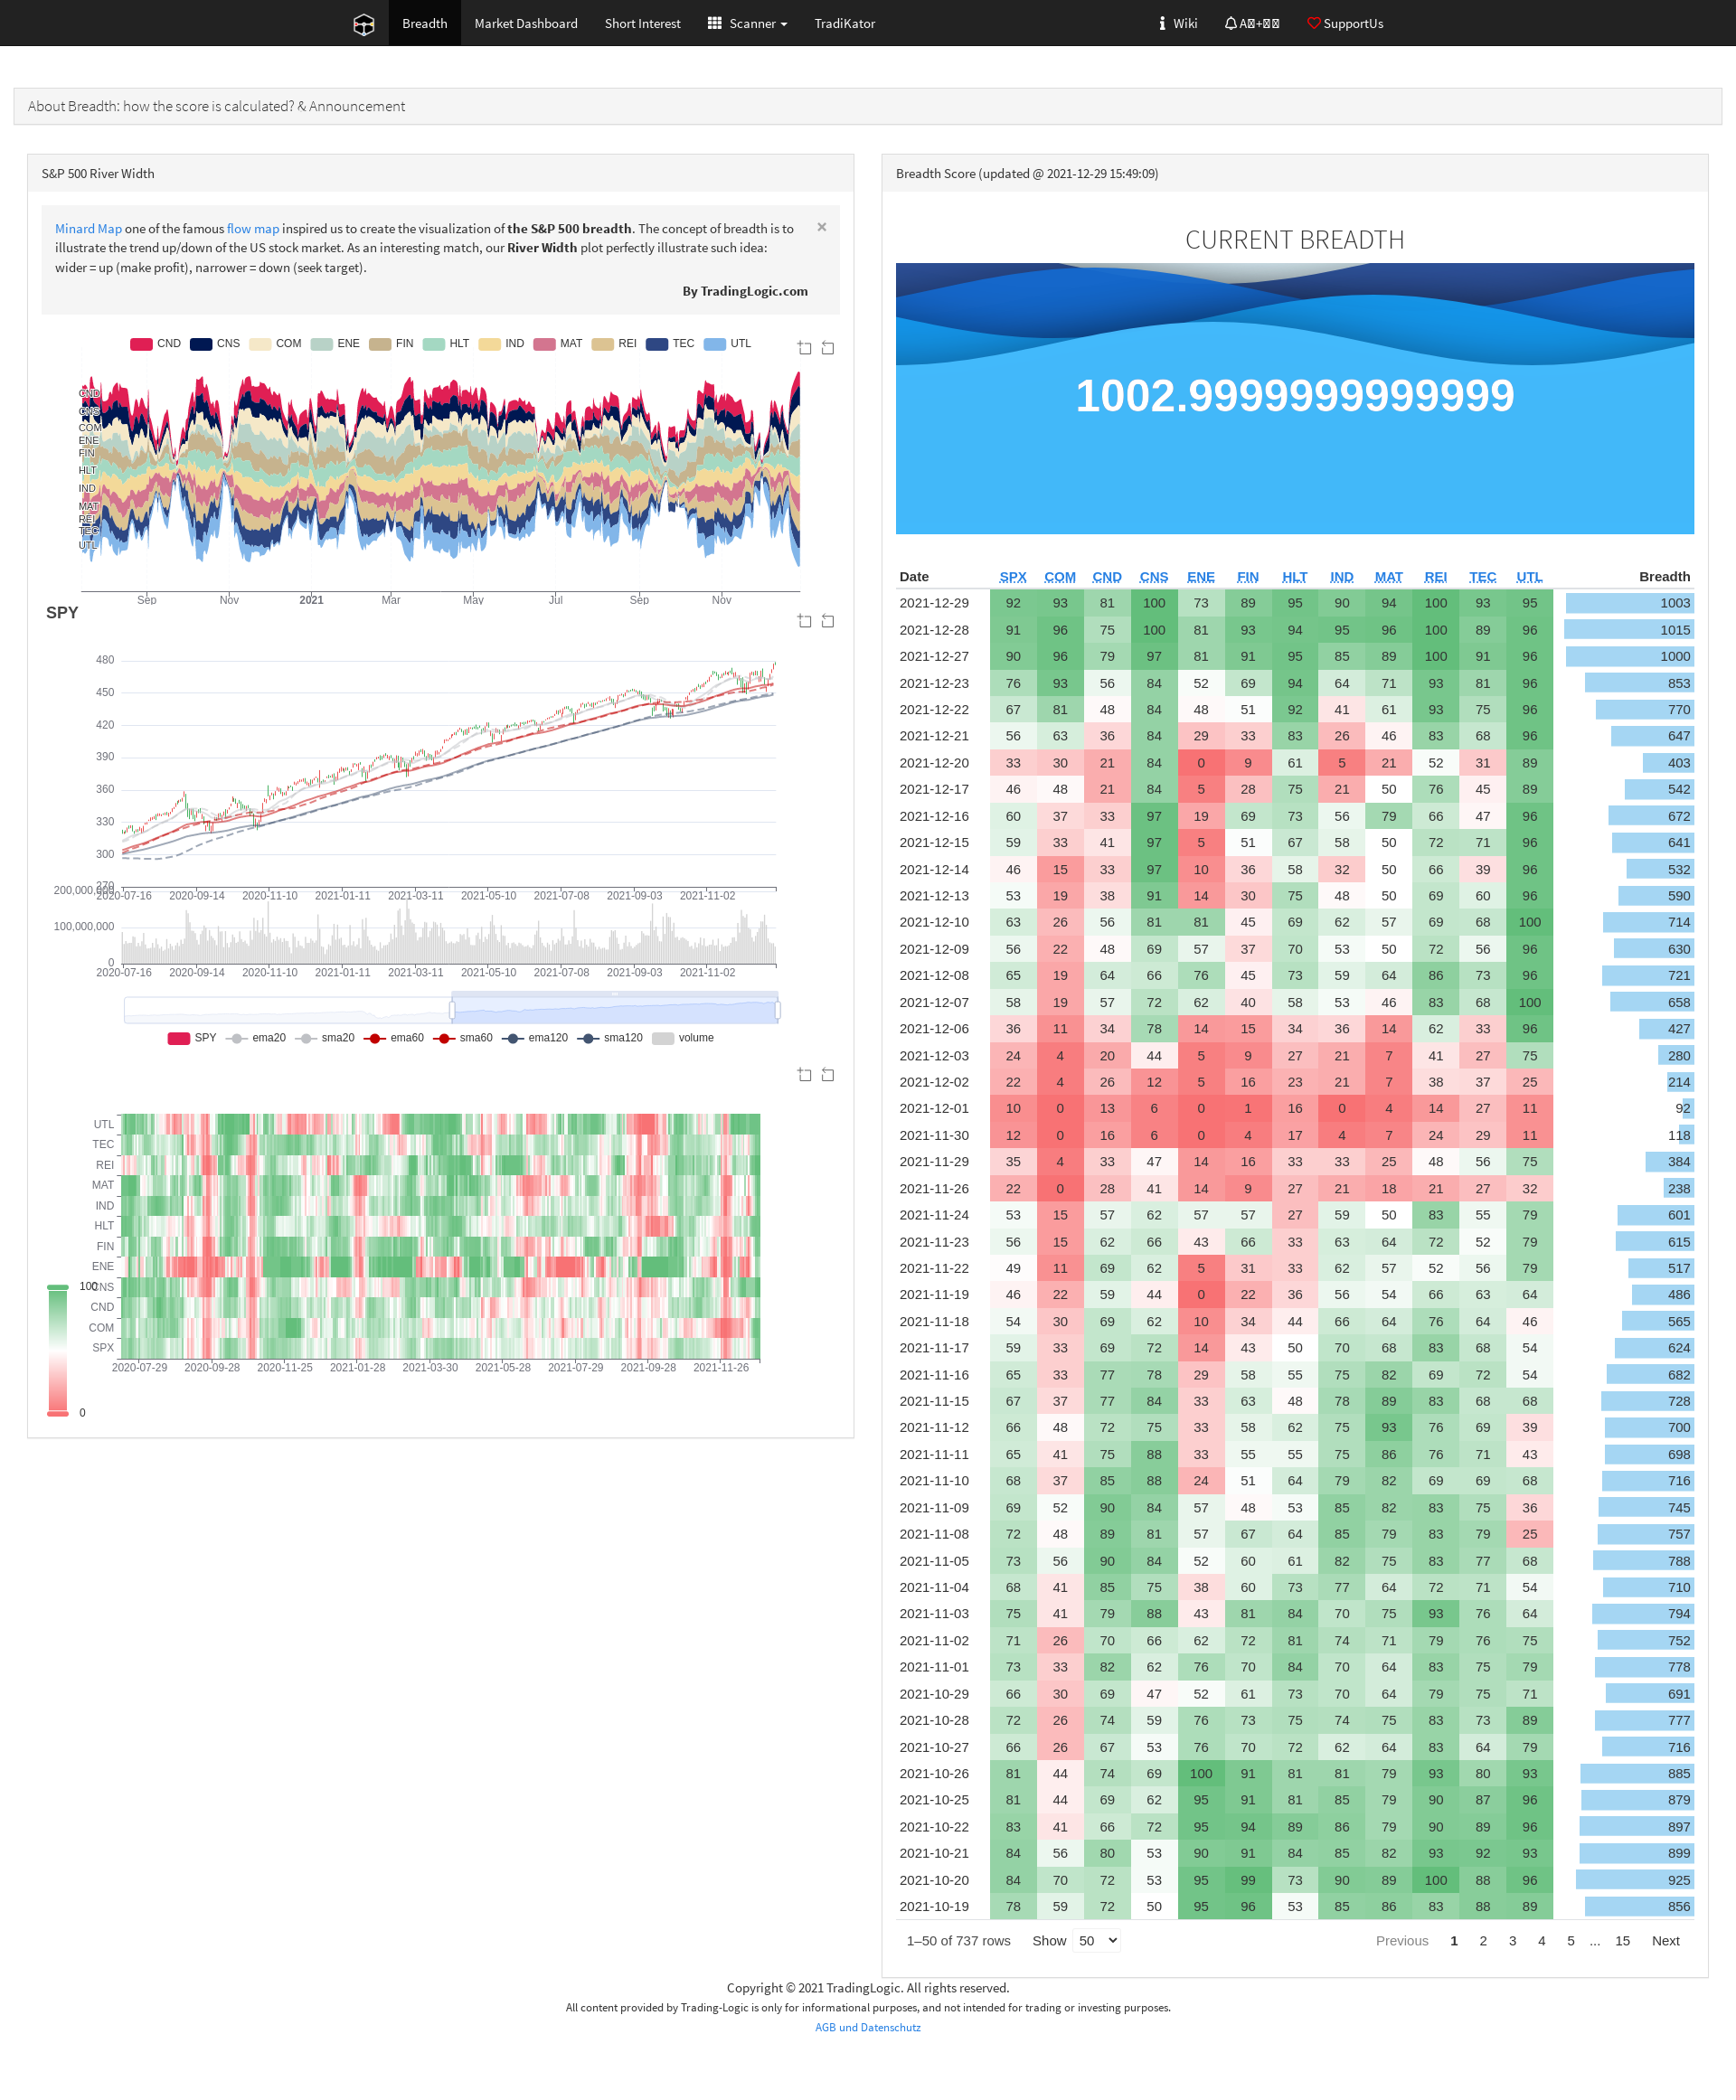 Breadth Market Dashboard Short Interest Scanner TradiKator Wiki SupportUs
About Breadth: how the score is calculated? & Announcement
S&P 500 River Width
Minard Map one of the famous flow map inspired us to create the visualization of the S&P 500 breadth. The concept of breadth is to
illustrate the trend up/down of the US stock market. As an interesting match, our River Width plot perfectly illustrate such idea:
wider = up (make profit), narrower = down (seek target).
×
By TradingLogic.com
CND CNS COM ENE FIN HLT IND MAT REI TEC UTL
CND
CNS
COM
ENE
FIN
HLT
IND
MAT
REI
TEC
UTL
Sep Nov 2021 Mar May Jul Sep Nov
SPY
480
450
420
390
360
330
300
270
2020-07-16 2020-09-14 2020-11-10 2021-01-11 2021-03-11 2021-05-10 2021-07-08 2021-09-03 2021-11-02
200,000,000
100,000,000
0
2020-07-16 2020-09-14 2020-11-10 2021-01-11 2021-03-11 2021-05-10 2021-07-08 2021-09-03 2021-11-02
SPY ema20 sma20 ema60 sma60 ema120 sma120 volume
UTL
TEC
REI
MAT
IND
HLT
FIN
ENE
CNS
CND
COM
SPX
2020-07-29 2020-09-28 2020-11-25 2021-01-28 2021-03-30 2021-05-28 2021-07-29 2021-09-28 2021-11-26
100
0
Breadth Score (updated @ 2021-12-29 15:49:09)
CURRENT BREADTH
1002.9999999999999
Date SPX COM CND CNS ENE FIN HLT IND MAT REI TEC UTL Breadth
2021-12-29 92 93 81 100 73 89 95 90 94 100 93 95 1003
2021-12-28 91 96 75 100 81 93 94 95 96 100 89 96 1015
2021-12-27 90 96 79 97 81 91 95 85 89 100 91 96 1000
2021-12-23 76 93 56 84 52 69 94 64 71 93 81 96 853
2021-12-22 67 81 48 84 48 51 92 41 61 93 75 96 770
2021-12-21 56 63 36 84 29 33 83 26 46 83 68 96 647
2021-12-20 33 30 21 84 0 9 61 5 21 52 31 89 403
2021-12-17 46 48 21 84 5 28 75 21 50 76 45 89 542
2021-12-16 60 37 33 97 19 69 73 56 79 66 47 96 672
2021-12-15 59 33 41 97 5 51 67 58 50 72 71 96 641
2021-12-14 46 15 33 97 10 36 58 32 50 66 39 96 532
2021-12-13 53 19 38 91 14 30 75 48 50 69 60 96 590
2021-12-10 63 26 56 81 81 45 69 62 57 69 68 100 714
2021-12-09 56 22 48 69 57 37 70 53 50 72 56 96 630
2021-12-08 65 19 64 66 76 45 73 59 64 86 73 96 721
2021-12-07 58 19 57 72 62 40 58 53 46 83 68 100 658
2021-12-06 36 11 34 78 14 15 34 36 14 62 33 96 427
2021-12-03 24 4 20 44 5 9 27 21 7 41 27 75 280
2021-12-02 22 4 26 12 5 16 23 21 7 38 37 25 214
2021-12-01 10 0 13 6 0 1 16 0 4 14 27 11 92
2021-11-30 12 0 16 6 0 4 17 4 7 24 29 11 118
2021-11-29 35 4 33 47 14 16 33 33 25 48 56 75 384
2021-11-26 22 0 28 41 14 9 27 21 18 21 27 32 238
2021-11-24 53 15 57 62 57 57 27 59 50 83 55 79 601
2021-11-23 56 15 62 66 43 66 33 63 64 72 52 79 615
2021-11-22 49 11 69 62 5 31 33 62 57 52 56 79 517
2021-11-19 46 22 59 44 0 22 36 56 54 66 63 64 486
2021-11-18 54 30 69 62 10 34 44 66 64 76 64 46 565
2021-11-17 59 33 69 72 14 43 50 70 68 83 68 54 624
2021-11-16 65 33 77 78 29 58 55 75 82 69 72 54 682
2021-11-15 67 37 77 84 33 63 48 78 89 83 68 68 728
2021-11-12 66 48 72 75 33 58 62 75 93 76 69 39 700
2021-11-11 65 41 75 88 33 55 55 75 86 76 71 43 698
2021-11-10 68 37 85 88 24 51 64 79 82 69 69 68 716
2021-11-09 69 52 90 84 57 48 53 85 82 83 75 36 745
2021-11-08 72 48 89 81 57 67 64 85 79 83 79 25 757
2021-11-05 73 56 90 84 52 60 61 82 75 83 77 68 788
2021-11-04 68 41 85 75 38 60 73 77 64 72 71 54 710
2021-11-03 75 41 79 88 43 81 84 70 75 93 76 64 794
2021-11-02 71 26 70 66 62 72 81 74 71 79 76 75 752
2021-11-01 73 33 82 62 76 70 84 70 64 83 75 79 778
2021-10-29 66 30 69 47 52 61 73 70 64 79 75 71 691
2021-10-28 72 26 74 59 76 73 75 74 75 83 73 89 777
2021-10-27 66 26 67 53 76 70 72 62 64 83 64 79 716
2021-10-26 81 44 74 69 100 91 81 81 79 93 80 93 885
2021-10-25 81 44 69 62 95 91 81 85 79 90 87 96 879
2021-10-22 83 41 66 72 95 94 89 86 79 90 89 96 897
2021-10-21 84 56 80 53 90 91 84 85 82 93 92 93 899
2021-10-20 84 70 72 53 95 99 73 90 89 100 88 96 925
2021-10-19 78 59 72 50 95 96 53 85 86 83 88 89 856
1–50 of 737 rows Show 50 Previous 1 2 3 4 5 ... 15 Next
Copyright © 2021 TradingLogic. All rights reserved.
All content provided by Trading-Logic is only for informational purposes, and not intended for trading or investing purposes.
AGB und Datenschutz